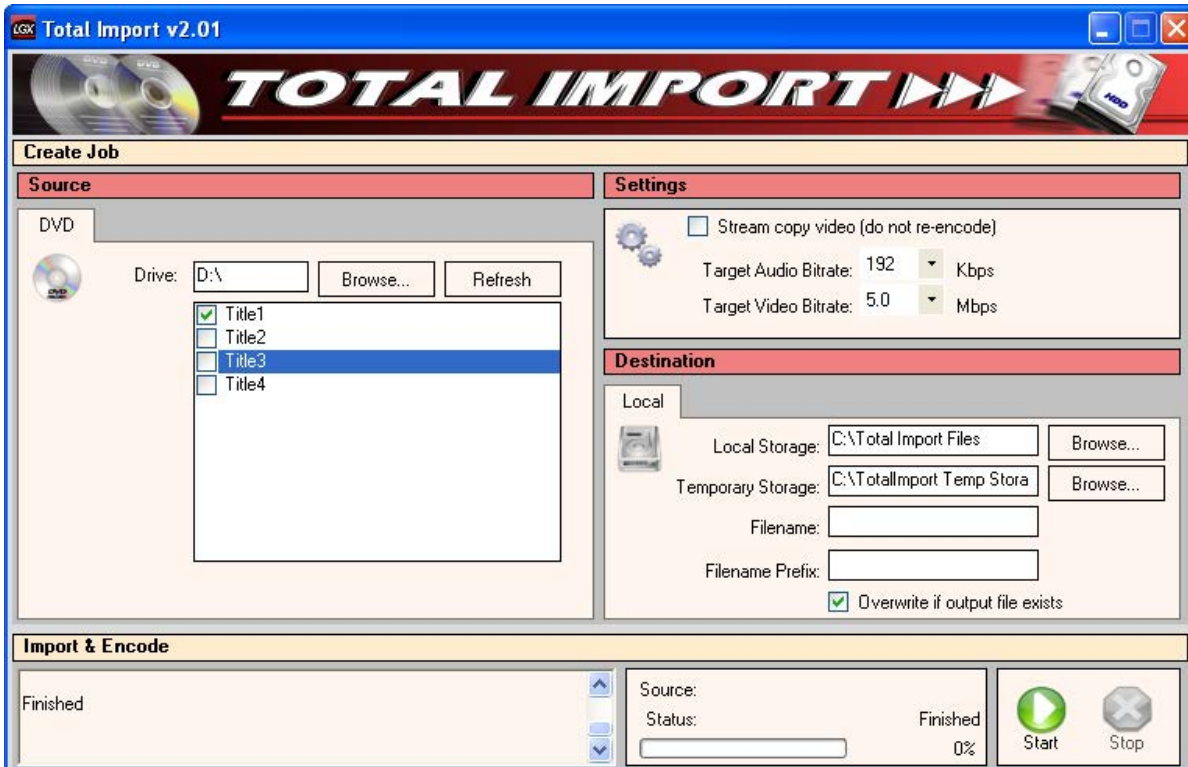 LGX Total Import v2.01
TOTAL IMPORT
HDD
Create Job
Source
DVD
Drive: D:\ Browse... Refresh
Title1
Title2
Title3
Title4
Settings
Stream copy video (do not re-encode)
Target Audio Bitrate: 192 Kbps
Target Video Bitrate: 5.0 Mbps
Destination
Local
Local Storage: C:\Total Import Files Browse...
Temporary Storage: C:\TotalImport Temp Stora Browse...
Filename:
Filename Prefix:
Overwrite if output file exists
Import & Encode
Finished
Source:
Status: Finished
0%
Start Stop